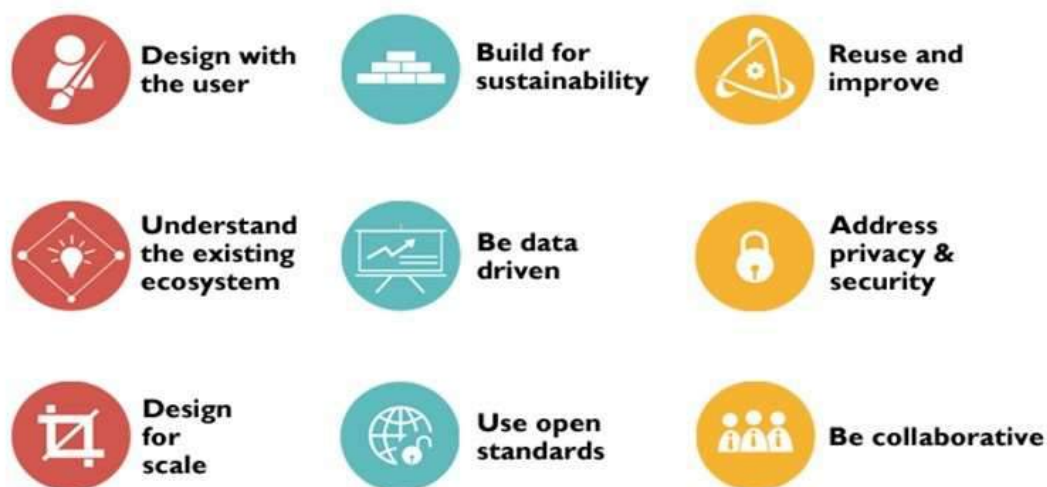 Design with
the user
Build for
sustainability
Reuse and
improve
Understand
the existing
ecosystem
Be data
driven
Address
privacy &
security
Design
for
scale
Use open
standards
Be collaborative